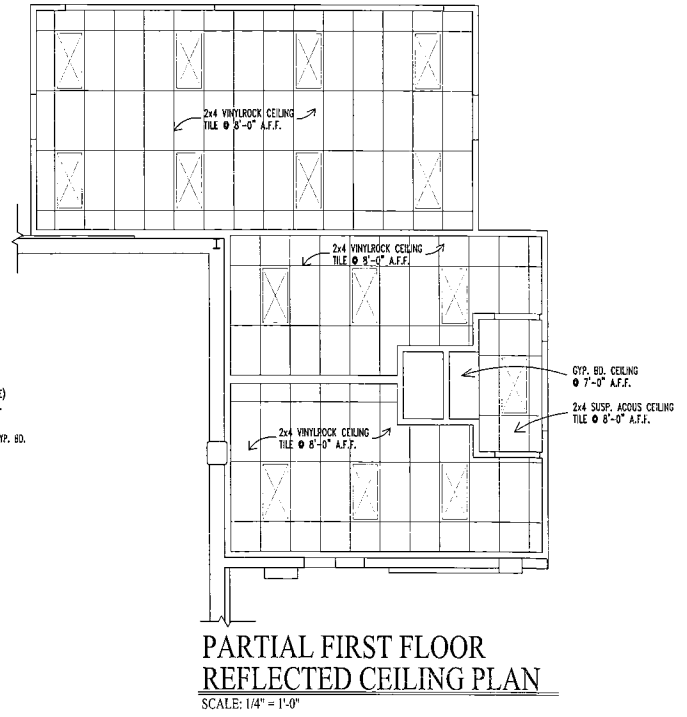 2x4 VINYLROCK CEILING
TILE @ 8'-0" A.F.F.
2x4 VINYLROCK CEILING
TILE @ 8'-0" A.F.F.
GYP. BD. CEILING
@ 7'-0" A.F.F.
2x4 SUSP. ACOUS CEILING
TILE @ 8'-0" A.F.F.
2x4 VINYLROCK CEILING
TILE @ 8'-0" A.F.F.
BD.
PARTIAL FIRST FLOOR
REFLECTED CEILING PLAN
SCALE: 1/4" = 1'-0"